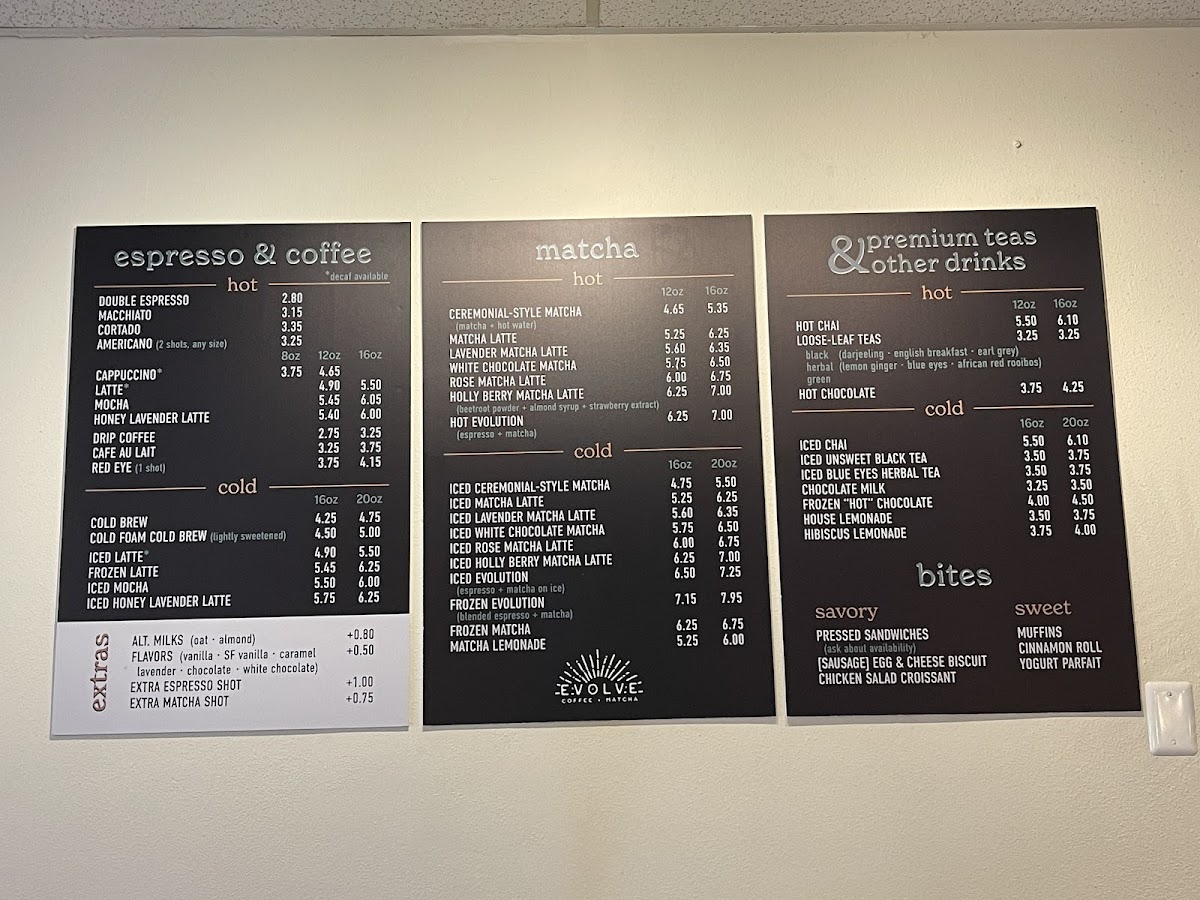 espresso & coffee
*decaf available
hot
DOUBLE ESPRESSO 2.80
MACCHIATO 3.15
CORTADO 3.35
AMERICANO (2 shots, any size) 3.25
8oz 12oz 16oz
CAPPUCCINO* 3.75 4.65
LATTE* 4.90 5.50
MOCHA 5.45 6.05
HONEY LAVENDER LATTE 5.40 6.00
DRIP COFFEE 2.75 3.25
CAFE AU LAIT 3.25 3.75
RED EYE (1 shot) 3.75 4.15
cold
16oz 20oz
COLD BREW 4.25 4.75
COLD FOAM COLD BREW (lightly sweetened) 4.50 5.00
ICED LATTE* 4.90 5.50
FROZEN LATTE 5.45 6.25
ICED MOCHA 5.50 6.00
ICED HONEY LAVENDER LATTE 5.75 6.25
extras
ALT. MILKS (oat · almond) +0.80
FLAVORS (vanilla · SF vanilla · caramel +0.50
lavender · chocolate · white chocolate)
EXTRA ESPRESSO SHOT +1.00
EXTRA MATCHA SHOT +0.75
matcha
hot
12oz 16oz
CEREMONIAL-STYLE MATCHA 4.65 5.35
(matcha + hot water)
MATCHA LATTE 5.25 6.25
LAVENDER MATCHA LATTE 5.60 6.35
WHITE CHOCOLATE MATCHA 5.75 6.50
ROSE MATCHA LATTE 6.00 6.75
HOLLY BERRY MATCHA LATTE 6.25 7.00
(beetroot powder + almond syrup + strawberry extract)
HOT EVOLUTION 6.25 7.00
(espresso + matcha)
cold
16oz 20oz
ICED CEREMONIAL-STYLE MATCHA 4.75 5.50
ICED MATCHA LATTE 5.25 6.25
ICED LAVENDER MATCHA LATTE 5.60 6.35
ICED WHITE CHOCOLATE MATCHA 5.75 6.50
ICED ROSE MATCHA LATTE 6.00 6.75
ICED HOLLY BERRY MATCHA LATTE 6.25 7.00
ICED EVOLUTION 6.50 7.25
(espresso + matcha on ice)
FROZEN EVOLUTION 7.15 7.95
(blended espresso + matcha)
FROZEN MATCHA 6.25 6.75
MATCHA LEMONADE 5.25 6.00
EVOLVE
COFFEE + MATCHA
& premium teas
other drinks
hot
12oz 16oz
HOT CHAI 5.50 6.10
LOOSE-LEAF TEAS 3.25 3.25
black (darjeeling · english breakfast · earl grey)
herbal (lemon ginger · blue eyes · african red rooibos)
green
HOT CHOCOLATE 3.75 4.25
cold
16oz 20oz
ICED CHAI 5.50 6.10
ICED UNSWEET BLACK TEA 3.50 3.75
ICED BLUE EYES HERBAL TEA 3.50 3.75
CHOCOLATE MILK 3.25 3.50
FROZEN "HOT" CHOCOLATE 4.00 4.50
HOUSE LEMONADE 3.50 3.75
HIBISCUS LEMONADE 3.75 4.00
bites
savory
PRESSED SANDWICHES
(ask about availability)
[SAUSAGE] EGG & CHEESE BISCUIT
CHICKEN SALAD CROISSANT
sweet
MUFFINS
CINNAMON ROLL
YOGURT PARFAIT